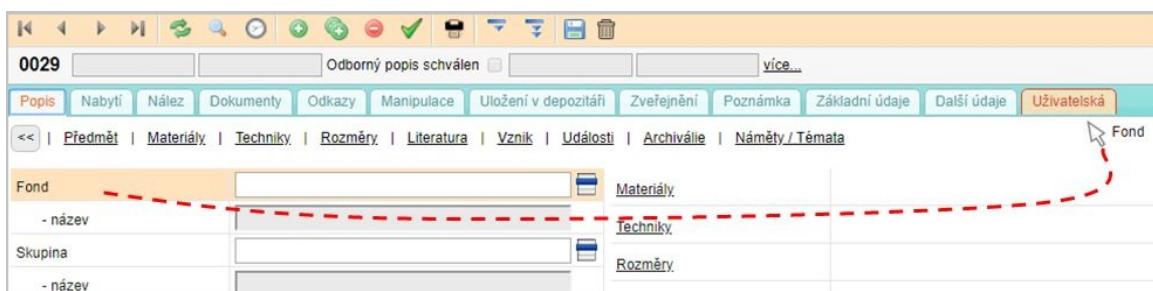 0029 Odborný popis schválen více...
Popis Nabytí Nález Dokumenty Odkazy Manipulace Uložení v depozitáři Zveřejnění Poznámka Základní údaje Další údaje Uživatelská
<< | Předmět | Materiály | Techniky | Rozměry | Literatura | Vznik | Události | Archiválie | Náměty / Témata Fond
Fond Materiály
- název Techniky
Skupina Rozměry
- název